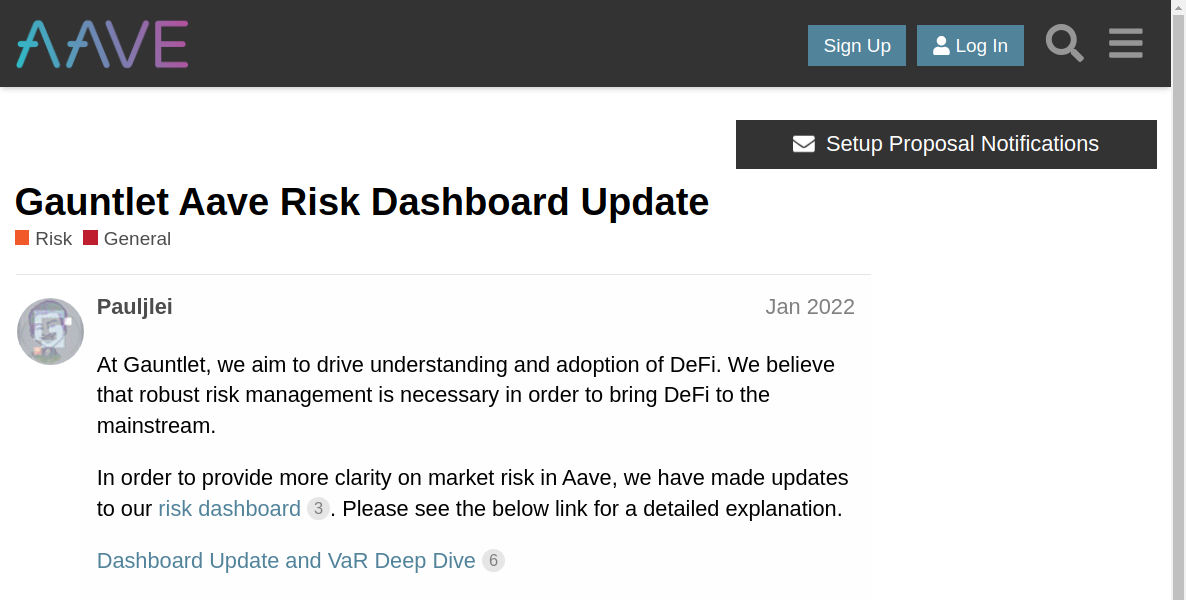 AAVE
Sign Up
Log In
Setup Proposal Notifications
Gauntlet Aave Risk Dashboard Update
Risk General
Pauljlei Jan 2022
At Gauntlet, we aim to drive understanding and adoption of DeFi. We believe
that robust risk management is necessary in order to bring DeFi to the
mainstream.
In order to provide more clarity on market risk in Aave, we have made updates
to our risk dashboard 3. Please see the below link for a detailed explanation.
Dashboard Update and VaR Deep Dive 6